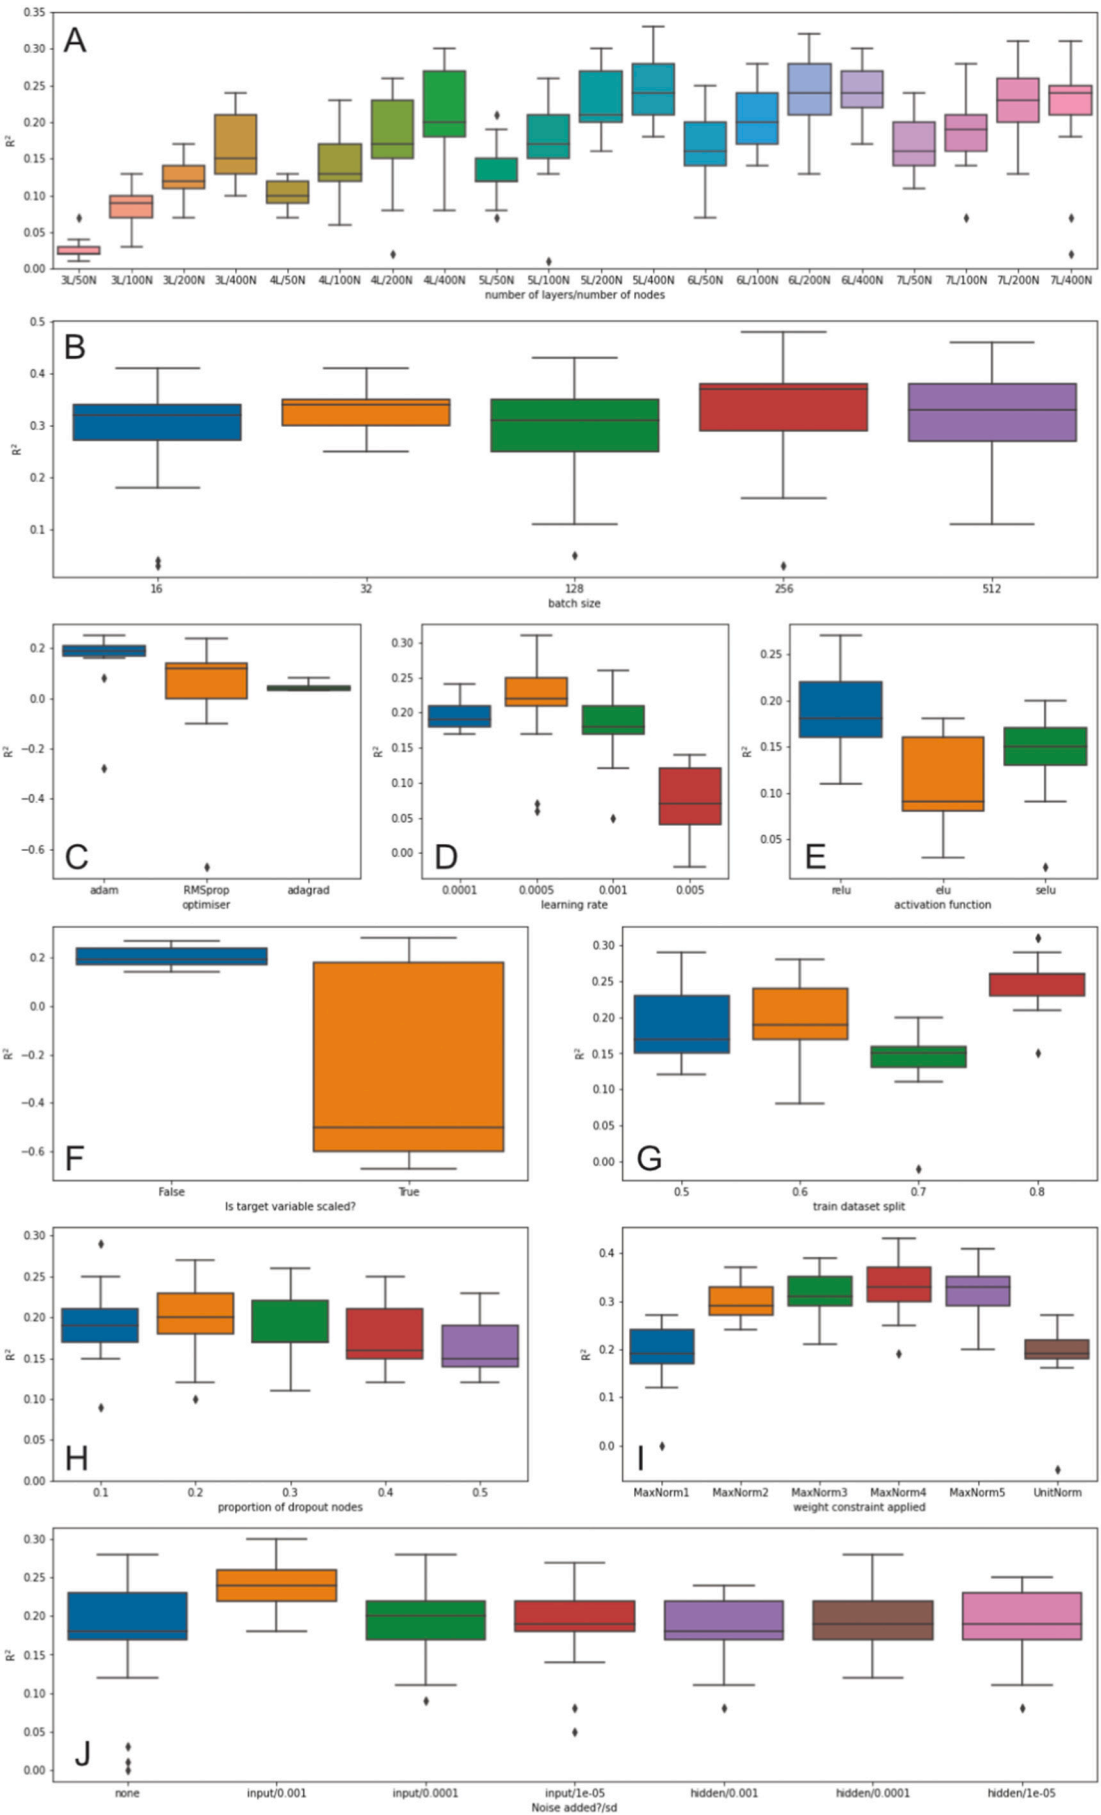 A
R²
0.35
0.30
0.25
0.20
0.15
0.10
0.05
0.00
3L/50N 3L/100N 3L/200N 3L/400N 4L/50N 4L/100N 4L/200N 4L/400N 5L/50N 5L/100N 5L/200N 5L/400N 6L/50N 6L/100N 6L/200N 6L/400N 7L/50N 7L/100N 7L/200N 7L/400N
number of layers/number of nodes
B
R²
0.5
0.4
0.3
0.2
0.1
16 32 128 256 512
batch size
C
R²
0.2
0.0
−0.2
−0.4
−0.6
adam RMSprop adagrad
optimiser
D
R²
0.30
0.25
0.20
0.15
0.10
0.05
0.00
0.0001 0.0005 0.001 0.005
learning rate
E
R²
0.25
0.20
0.15
0.10
0.05
relu elu selu
activation function
F
R²
0.2
0.0
−0.2
−0.4
−0.6
False True
Is target variable scaled?
G
R²
0.30
0.25
0.20
0.15
0.10
0.05
0.00
0.5 0.6 0.7 0.8
train dataset split
H
R²
0.30
0.25
0.20
0.15
0.10
0.05
0.00
0.1 0.2 0.3 0.4 0.5
proportion of dropout nodes
I
R²
0.4
0.3
0.2
0.1
0.0
MaxNorm1 MaxNorm2 MaxNorm3 MaxNorm4 MaxNorm5 UnitNorm
weight constraint applied
J
R²
0.30
0.25
0.20
0.15
0.10
0.05
0.00
none input/0.001 input/0.0001 input/1e-05 hidden/0.001 hidden/0.0001 hidden/1e-05
Noise added?/sd